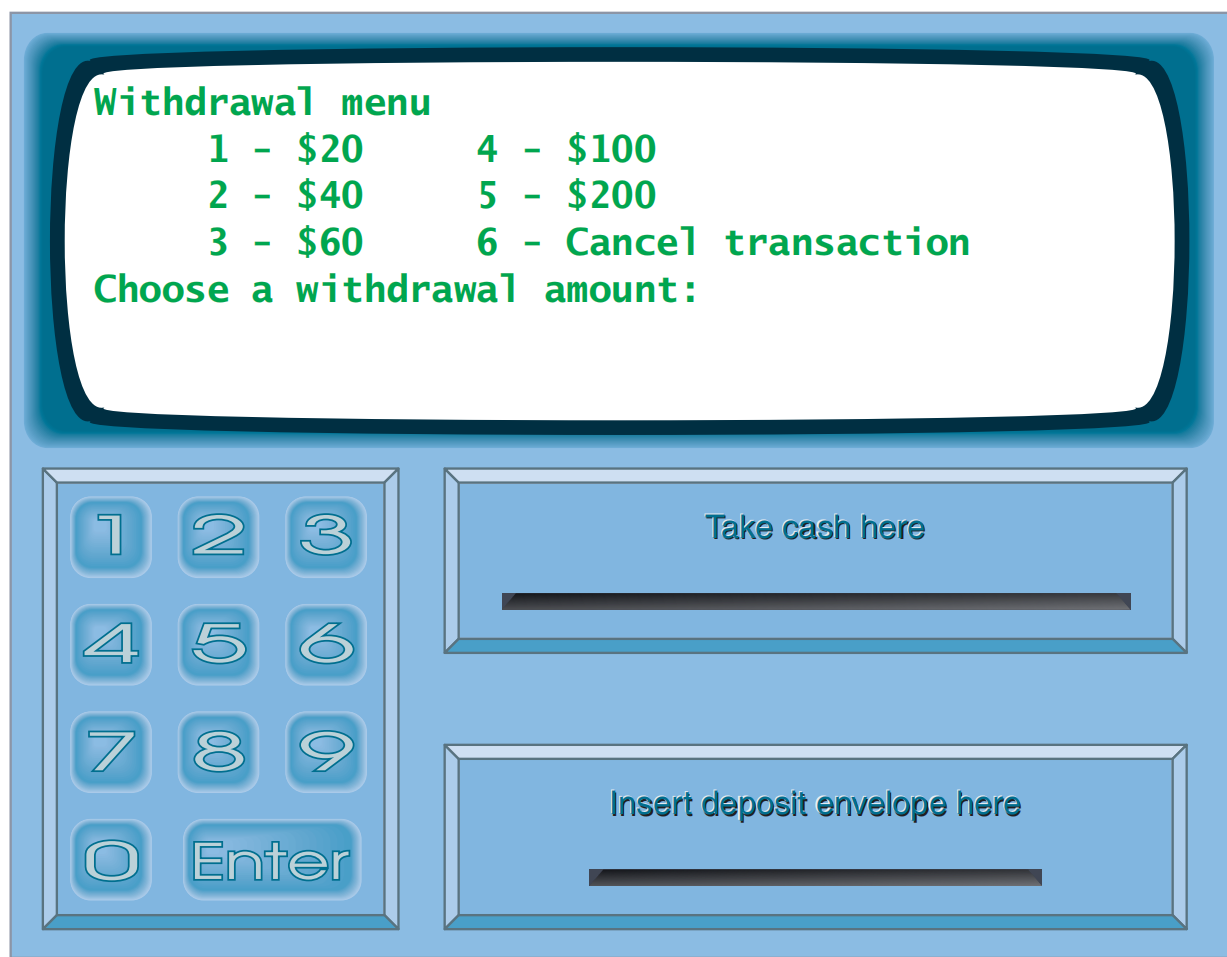 Withdrawal menu
1 – $20 4 – $100
2 – $40 5 – $200
3 – $60 6 – Cancel transaction
Choose a withdrawal amount:
1 2 3
4 5 6
7 8 9
0 Enter
Take cash here
Insert deposit envelope here